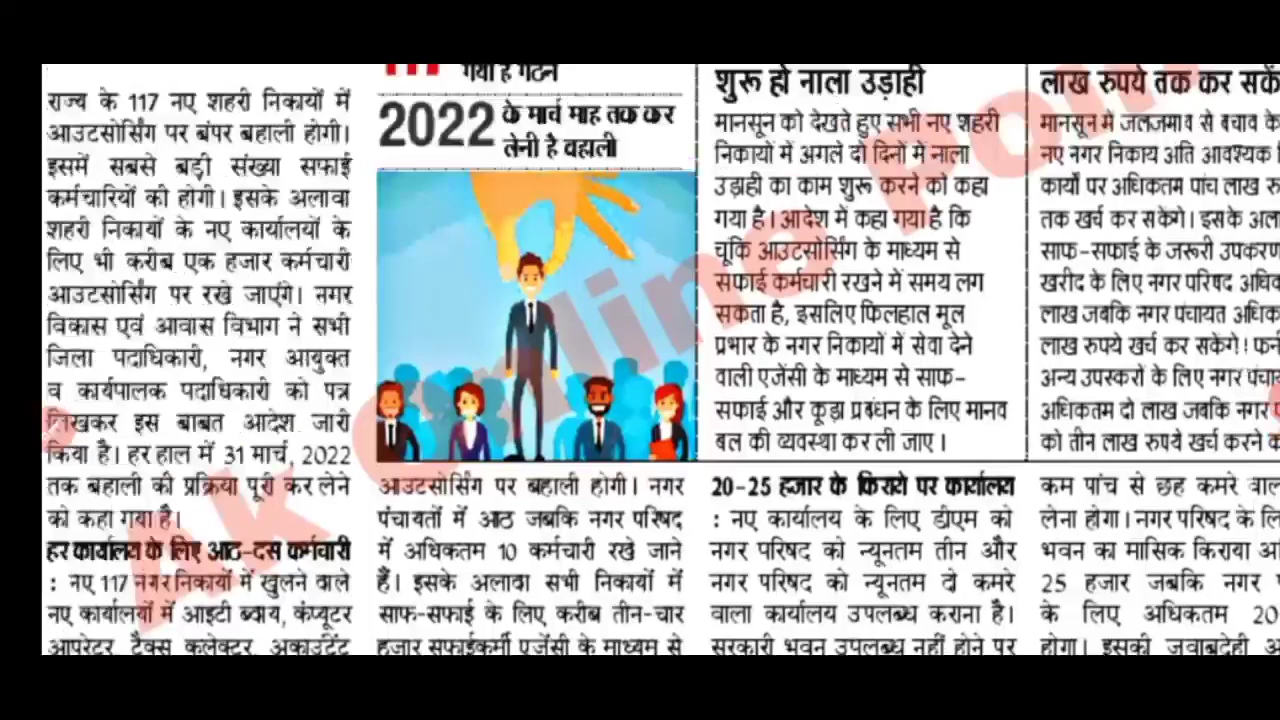 राज्य के 117 नए शहरी निकायों में
आउटसोर्सिंग पर बंपर बहाली होगी।
इसमें सबसे बड़ी संख्या सफाई
कर्मचारियों की होगी। इसके अलावा
शहरी निकायों के नए कार्यालयों के
लिए भी करीब एक हजार कर्मचारी
आउटसोर्सिंग पर रखे जाएंगे। नगर
विकास एवं आवास विभाग ने सभी
जिला पदाधिकारी, नगर आयुक्त
व कार्यपालक पदाधिकारी को पत्र
लिखकर इस बाबत आदेश जारी
किया है। हर हाल में 31 मार्च, 2022
तक बहाली की प्रक्रिया पूरी कर लेने
को कहा गया है।
हर कार्यालय के लिए आठ-दस कर्मचारी
: नए 117 नगर निकायों में खुलने वाले
नए कार्यालयों में आइटी ब्वाय, कंप्यूटर
आपरेटर, टैक्स कलेक्टर, अकाउंटेंट
गया है गठन
2022 के मार्च माह तक कर
लेनी है बहाली
आउटसोर्सिंग पर बहाली होगी। नगर
पंचायतों में आठ जबकि नगर परिषद
में अधिकतम 10 कर्मचारी रखे जाने
हैं। इसके अलावा सभी निकायों में
साफ-सफाई के लिए करीब तीन-चार
हजार सफाईकर्मी एजेंसी के माध्यम से
शुरू हो नाला उड़ाही
मानसून को देखते हुए सभी नए शहरी
निकायों में अगले दो दिनों में नाला
उड़ाही का काम शुरू करने को कहा
गया है। आदेश में कहा गया है कि
चूंकि आउटसोर्सिंग के माध्यम से
सफाई कर्मचारी रखने में समय लग
सकता है, इसलिए फिलहाल मूल
प्रभार के नगर निकायों में सेवा देने
वाली एजेंसी के माध्यम से साफ-
सफाई और कूड़ा प्रबंधन के लिए मानव
बल की व्यवस्था कर ली जाए।
20-25 हजार के किराये पर कार्यालय
: नए कार्यालय के लिए डीएम को
नगर परिषद को न्यूनतम तीन और
नगर परिषद को न्यूनतम दो कमरे
वाला कार्यालय उपलब्ध कराना है।
सरकारी भवन उपलब्ध नहीं होने पर
लाख रुपये तक कर सकें
मानसून में जलजमाव से बचाव के
नए नगर निकाय अति आवश्यक
कार्यों पर अधिकतम पांच लाख
तक खर्च कर सकेंगे। इसके
साफ-सफाई के जरूरी उपकरण
खरीद के लिए नगर परिषद
लाख जबकि नगर पंचायत
लाख रुपये खर्च कर सकेंगे।
अन्य उपस्करों के लिए नगर
अधिकतम दो लाख जबकि नगर
को तीन लाख रुपये खर्च करने
कम पांच से छह कमरे
लेना होगा। नगर परिषद के
भवन का मासिक किराया
25 हजार जबकि नगर
के लिए अधिकतम 20
होगा। इसकी जवाबदेही
Ak Online Poin